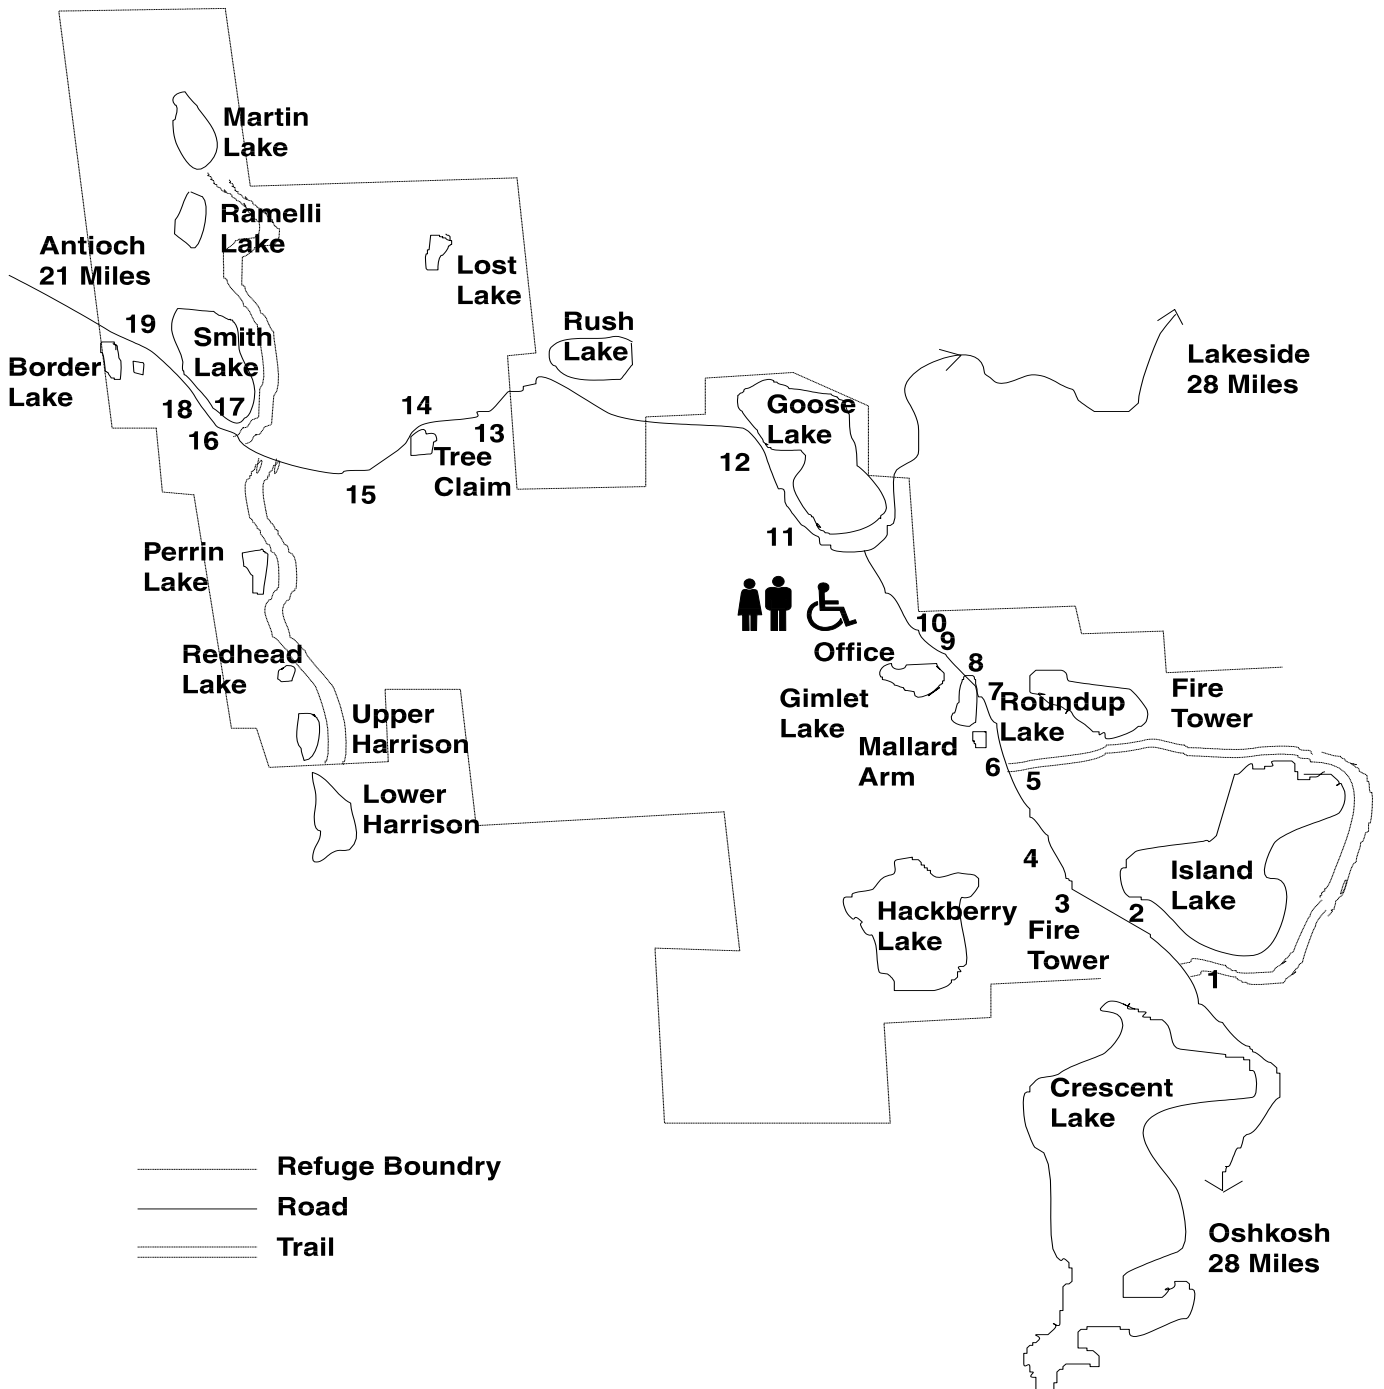 Martin
Lake
Ramelli
Lake
Antioch
21 Miles
Lost
Lake
19
Smith
Lake
Rush
Lake
Border
Lake
Lakeside
28 Miles
18
17
16
14
13
Goose
Lake
12
Tree
Claim
15
11
Perrin
Lake
10
9
Office
8
Redhead
Lake
Gimlet
Lake
7
Roundup
Lake
Fire
Tower
Upper
Harrison
Mallard
Arm
6
5
Lower
Harrison
4
Island
Lake
3
2
Hackberry
Lake
Fire
Tower
1
Crescent
Lake
Refuge Boundry
Road
Trail
Oshkosh
28 Miles